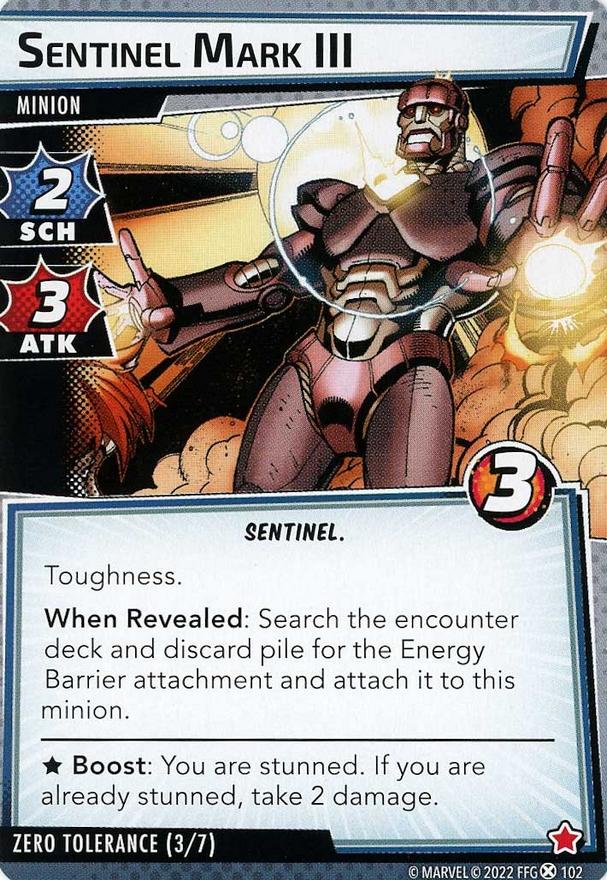 SENTINEL MARK III
MINION
2
SCH
3
ATK
3
SENTINEL.
Toughness.
When Revealed: Search the encounter
deck and discard pile for the Energy
Barrier attachment and attach it to this
minion.
★ Boost: You are stunned. If you are
already stunned, take 2 damage.
ZERO TOLERANCE (3/7)
© MARVEL © 2022 FFG 102